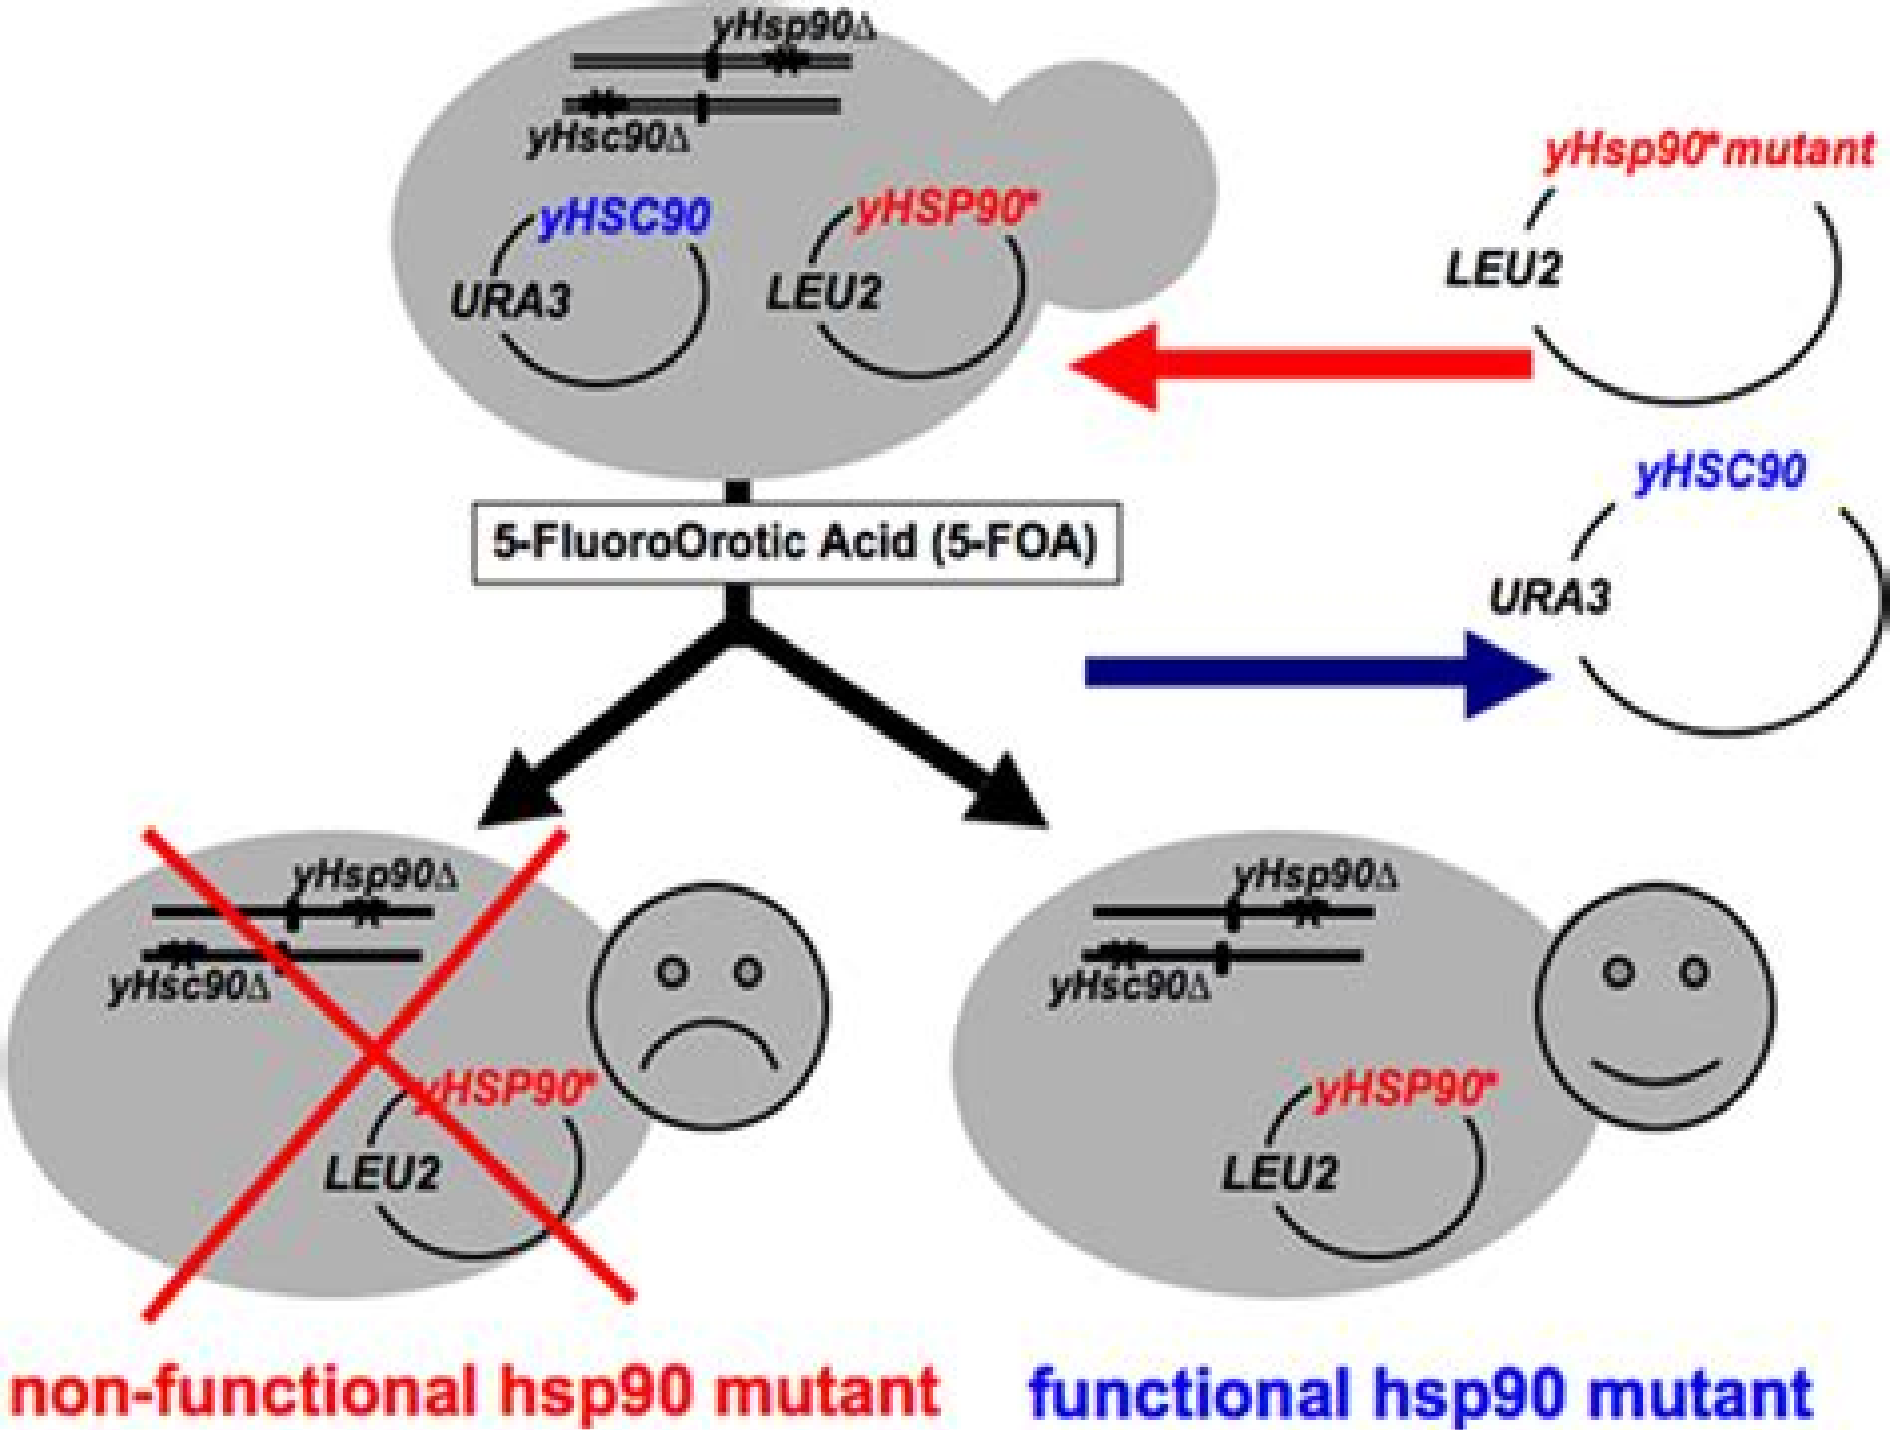 yHsp90Δ
yHsc90Δ
yHSC90
URA3
yHSP90*
LEU2
yHsp90*mutant
LEU2
5-FluoroOrotic Acid (5-FOA)
yHSC90
URA3
yHsp90Δ
yHsc90Δ
yHSP90*
LEU2
yHsp90Δ
yHsc90Δ
yHSP90*
LEU2
non-functional hsp90 mutant
functional hsp90 mutant